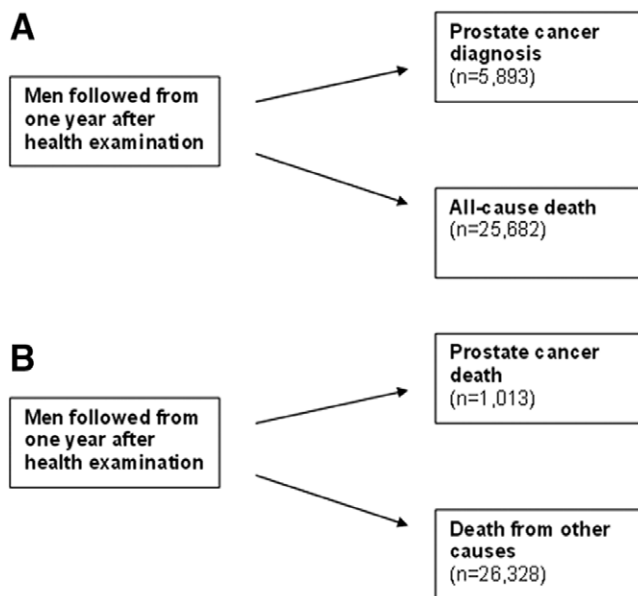 A
Men followed from
one year after
health examination
Prostate cancer
diagnosis
(n=5,893)
All-cause death
(n=25,682)
B
Men followed from
one year after
health examination
Prostate cancer
death
(n=1,013)
Death from other
causes
(n=26,328)